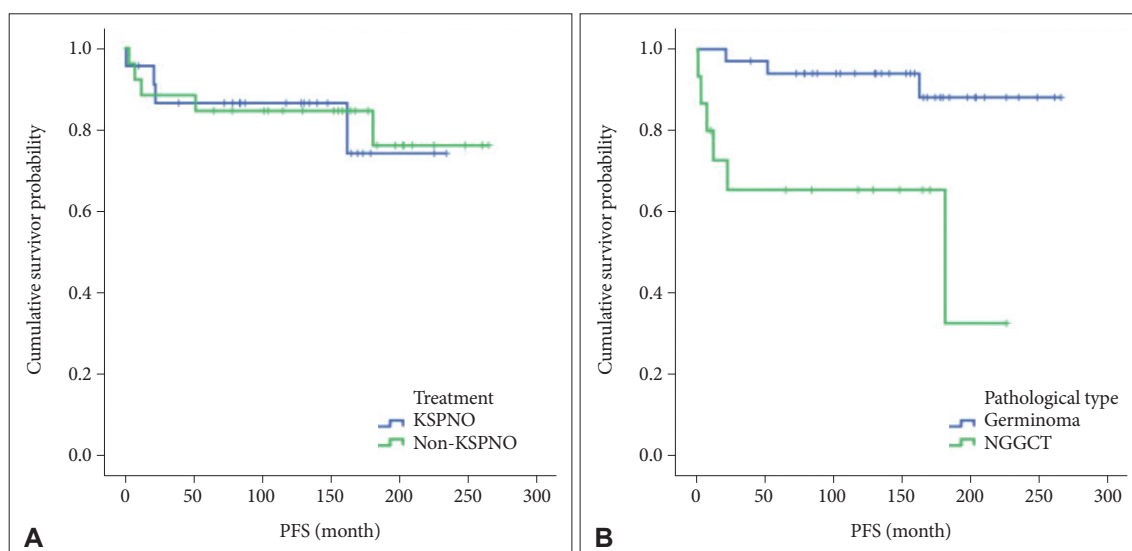 1.0
0.8
0.6
0.4
0.2
0.0
Cumulative survivor probability
Treatment
KSPNO
Non-KSPNO
0 50 100 150 200 250 300
PFS (month)
A
1.0
0.8
0.6
0.4
0.2
0.0
Cumulative survivor probability
Pathological type
Germinoma
NGGCT
0 50 100 150 200 250 300
PFS (month)
B